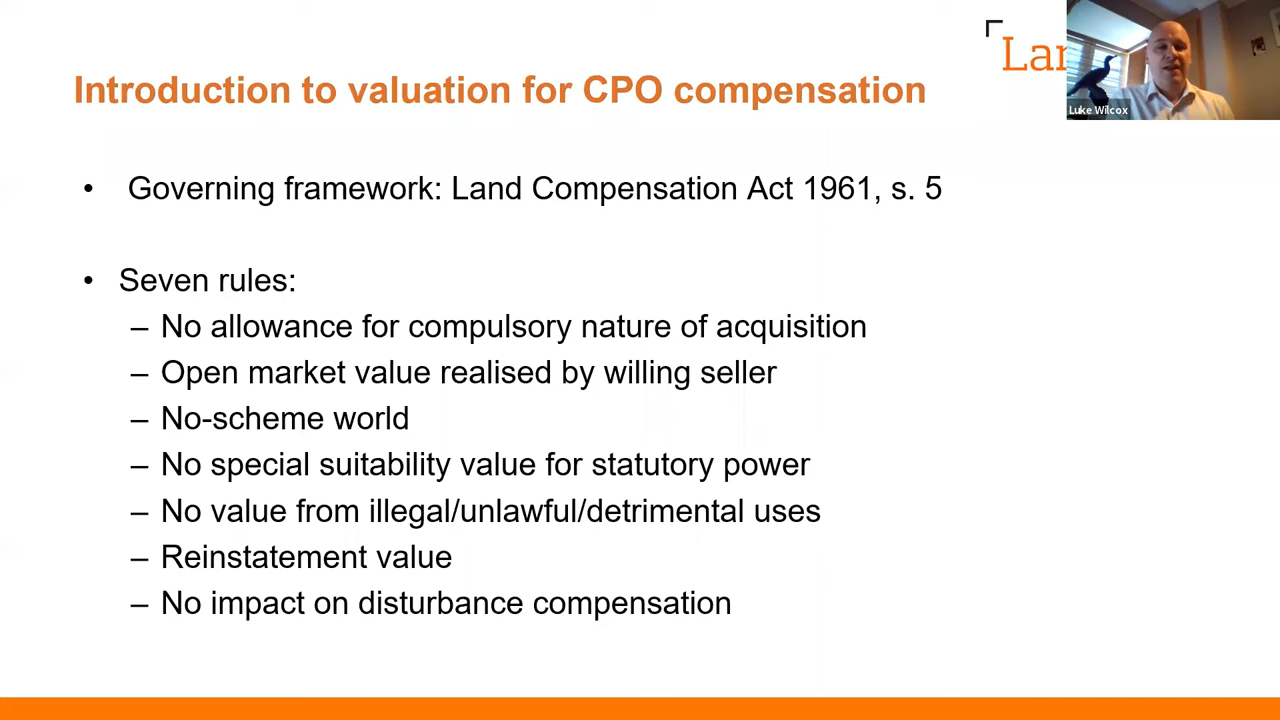 Lan
Luke Wilcox
Introduction to valuation for CPO compensation
• Governing framework: Land Compensation Act 1961, s. 5
• Seven rules:
– No allowance for compulsory nature of acquisition
– Open market value realised by willing seller
– No-scheme world
– No special suitability value for statutory power
– No value from illegal/unlawful/detrimental uses
– Reinstatement value
– No impact on disturbance compensation